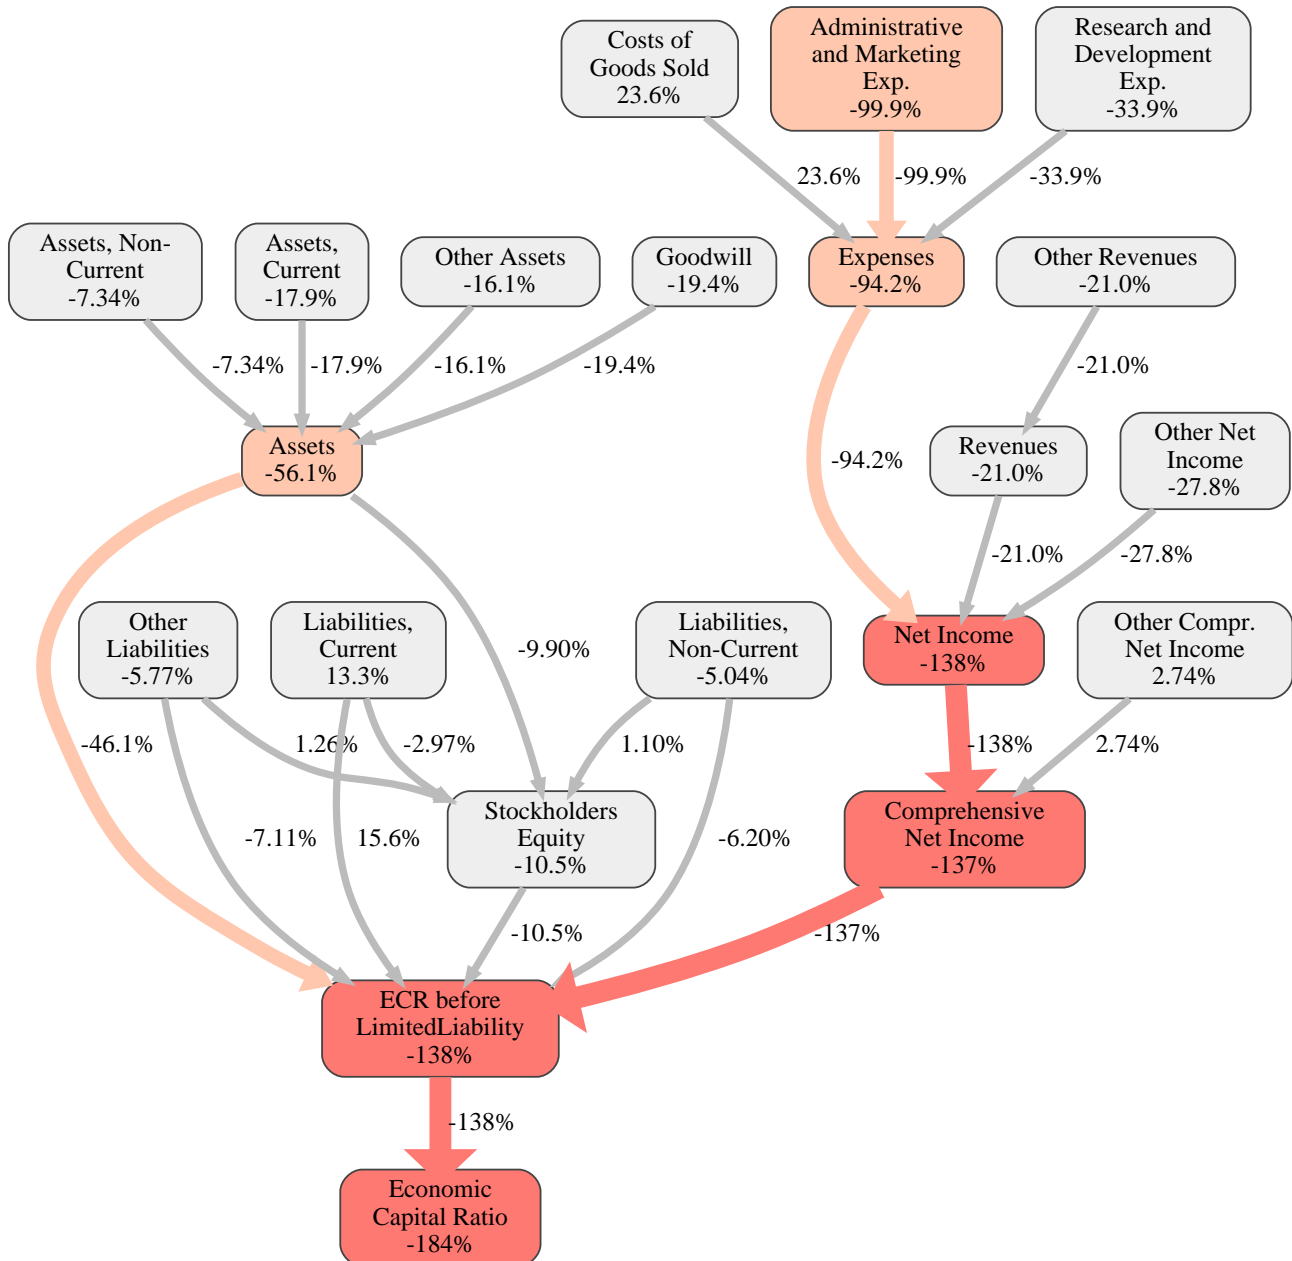 Costs of
Goods Sold
23.6%
Administrative
and Marketing
Exp.
-99.9%
Research and
Development
Exp.
-33.9%
23.6%
-99.9%
-33.9%
Assets, Non-
Current
-7.34%
Assets,
Current
-17.9%
Other Assets
-16.1%
Goodwill
-19.4%
Expenses
-94.2%
Other Revenues
-21.0%
-7.34%
-17.9%
-16.1%
-19.4%
-21.0%
Assets
-56.1%
-94.2%
Revenues
-21.0%
Other Net
Income
-27.8%
-21.0%
-27.8%
Other
Liabilities
-5.77%
Liabilities,
Current
13.3%
-9.90%
Liabilities,
Non-Current
-5.04%
Net Income
-138%
Other Compr.
Net Income
2.74%
-46.1%
1.26%
-2.97%
1.10%
-138%
2.74%
-7.11%
15.6%
Stockholders
Equity
-10.5%
-6.20%
Comprehensive
Net Income
-137%
-10.5%
-137%
ECR before
LimitedLiability
-138%
-138%
Economic
Capital Ratio
-184%